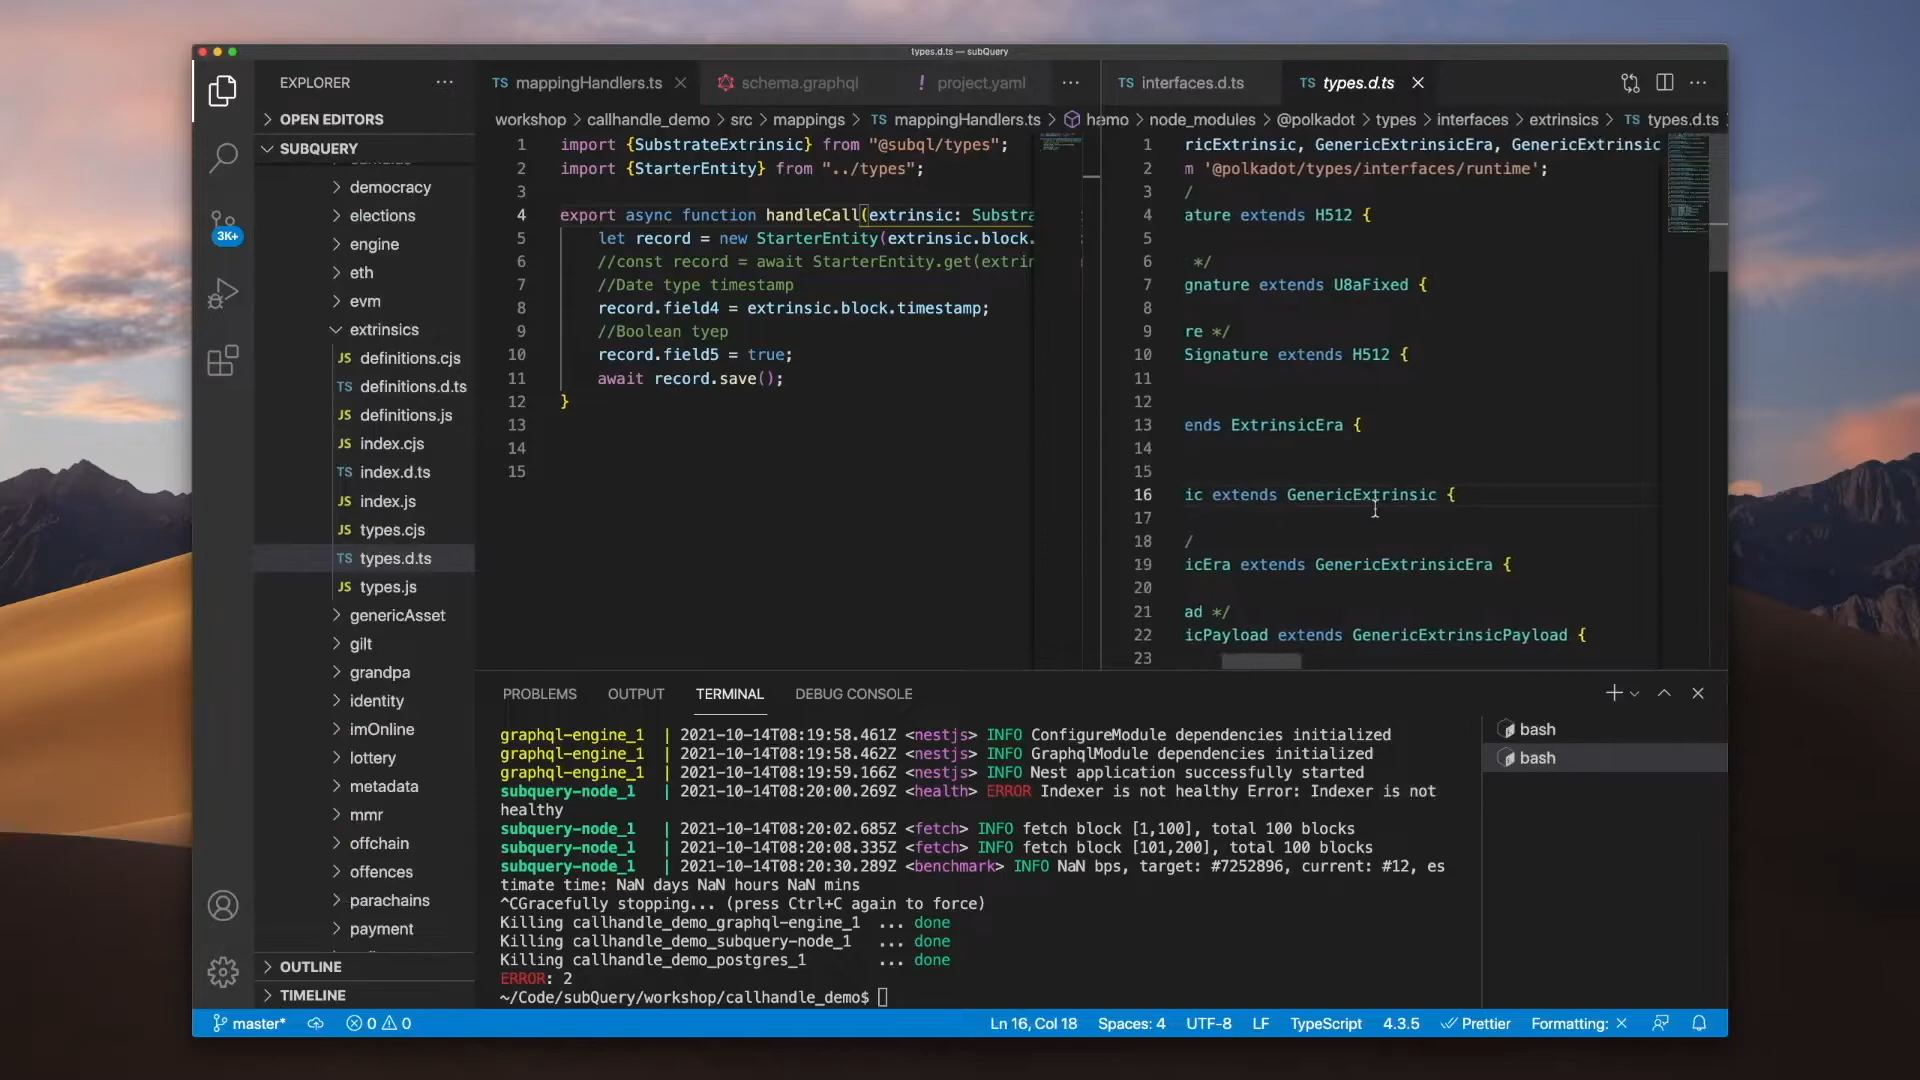 types.d.ts — subQuery
EXPLORER
OPEN EDITORS
SUBQUERY
democracy
elections
engine
eth
evm
extrinsics
JS definitions.cjs
TS definitions.d.ts
JS definitions.js
JS index.cjs
TS index.d.ts
JS index.js
JS types.cjs
TS types.d.ts
JS types.js
genericAsset
gilt
grandpa
identity
imOnline
lottery
metadata
mmr
offchain
offences
parachains
payment
OUTLINE
TIMELINE
3K+
TS mappingHandlers.ts
schema.graphql
! project.yaml
workshop > callhandle_demo > src > mappings > TS mappingHandlers.ts >
1 import {SubstrateExtrinsic} from "@subql/types";
2 import {StarterEntity} from "../types";
3
4 export async function handleCall(extrinsic: Substra
5 let record = new StarterEntity(extrinsic.block.
6 //const record = await StarterEntity.get(extrin
7 //Date type timestamp
8 record.field4 = extrinsic.block.timestamp;
9 //Boolean tyep
10 record.field5 = true;
11 await record.save();
12 }
13
14
15
TS interfaces.d.ts
TS types.d.ts
hamo > node_modules > @polkadot > types > interfaces > extrinsics > TS types.d.ts
1 ricExtrinsic, GenericExtrinsicEra, GenericExtrinsic
2 m '@polkadot/types/interfaces/runtime';
3 /
4 ature extends H512 {
5
6 */
7 gnature extends U8aFixed {
8
9 re */
10 Signature extends H512 {
11
12
13 ends ExtrinsicEra {
14
15
16 ic extends GenericExtrinsic {
17
18 /
19 icEra extends GenericExtrinsicEra {
20
21 ad */
22 icPayload extends GenericExtrinsicPayload {
23
PROBLEMS OUTPUT TERMINAL DEBUG CONSOLE
graphql-engine_1 | 2021-10-14T08:19:58.461Z <nestjs> INFO ConfigureModule dependencies initialized
graphql-engine_1 | 2021-10-14T08:19:58.462Z <nestjs> INFO GraphqlModule dependencies initialized
graphql-engine_1 | 2021-10-14T08:19:59.166Z <nestjs> INFO Nest application successfully started
subquery-node_1 | 2021-10-14T08:20:00.269Z <health> ERROR Indexer is not healthy Error: Indexer is not
healthy
subquery-node_1 | 2021-10-14T08:20:02.685Z <fetch> INFO fetch block [1,100], total 100 blocks
subquery-node_1 | 2021-10-14T08:20:08.335Z <fetch> INFO fetch block [101,200], total 100 blocks
subquery-node_1 | 2021-10-14T08:20:30.289Z <benchmark> INFO NaN bps, target: #7252896, current: #12, es
timate time: NaN days NaN hours NaN mins
^CGracefully stopping... (press Ctrl+C again to force)
Killing callhandle_demo_graphql-engine_1 ... done
Killing callhandle_demo_subquery-node_1 ... done
Killing callhandle_demo_postgres_1 ... done
ERROR: 2
~/Code/subQuery/workshop/callhandle_demo$
bash
bash
master* 0 0 Ln 16, Col 18 Spaces: 4 UTF-8 LF TypeScript 4.3.5 Prettier Formatting: ×